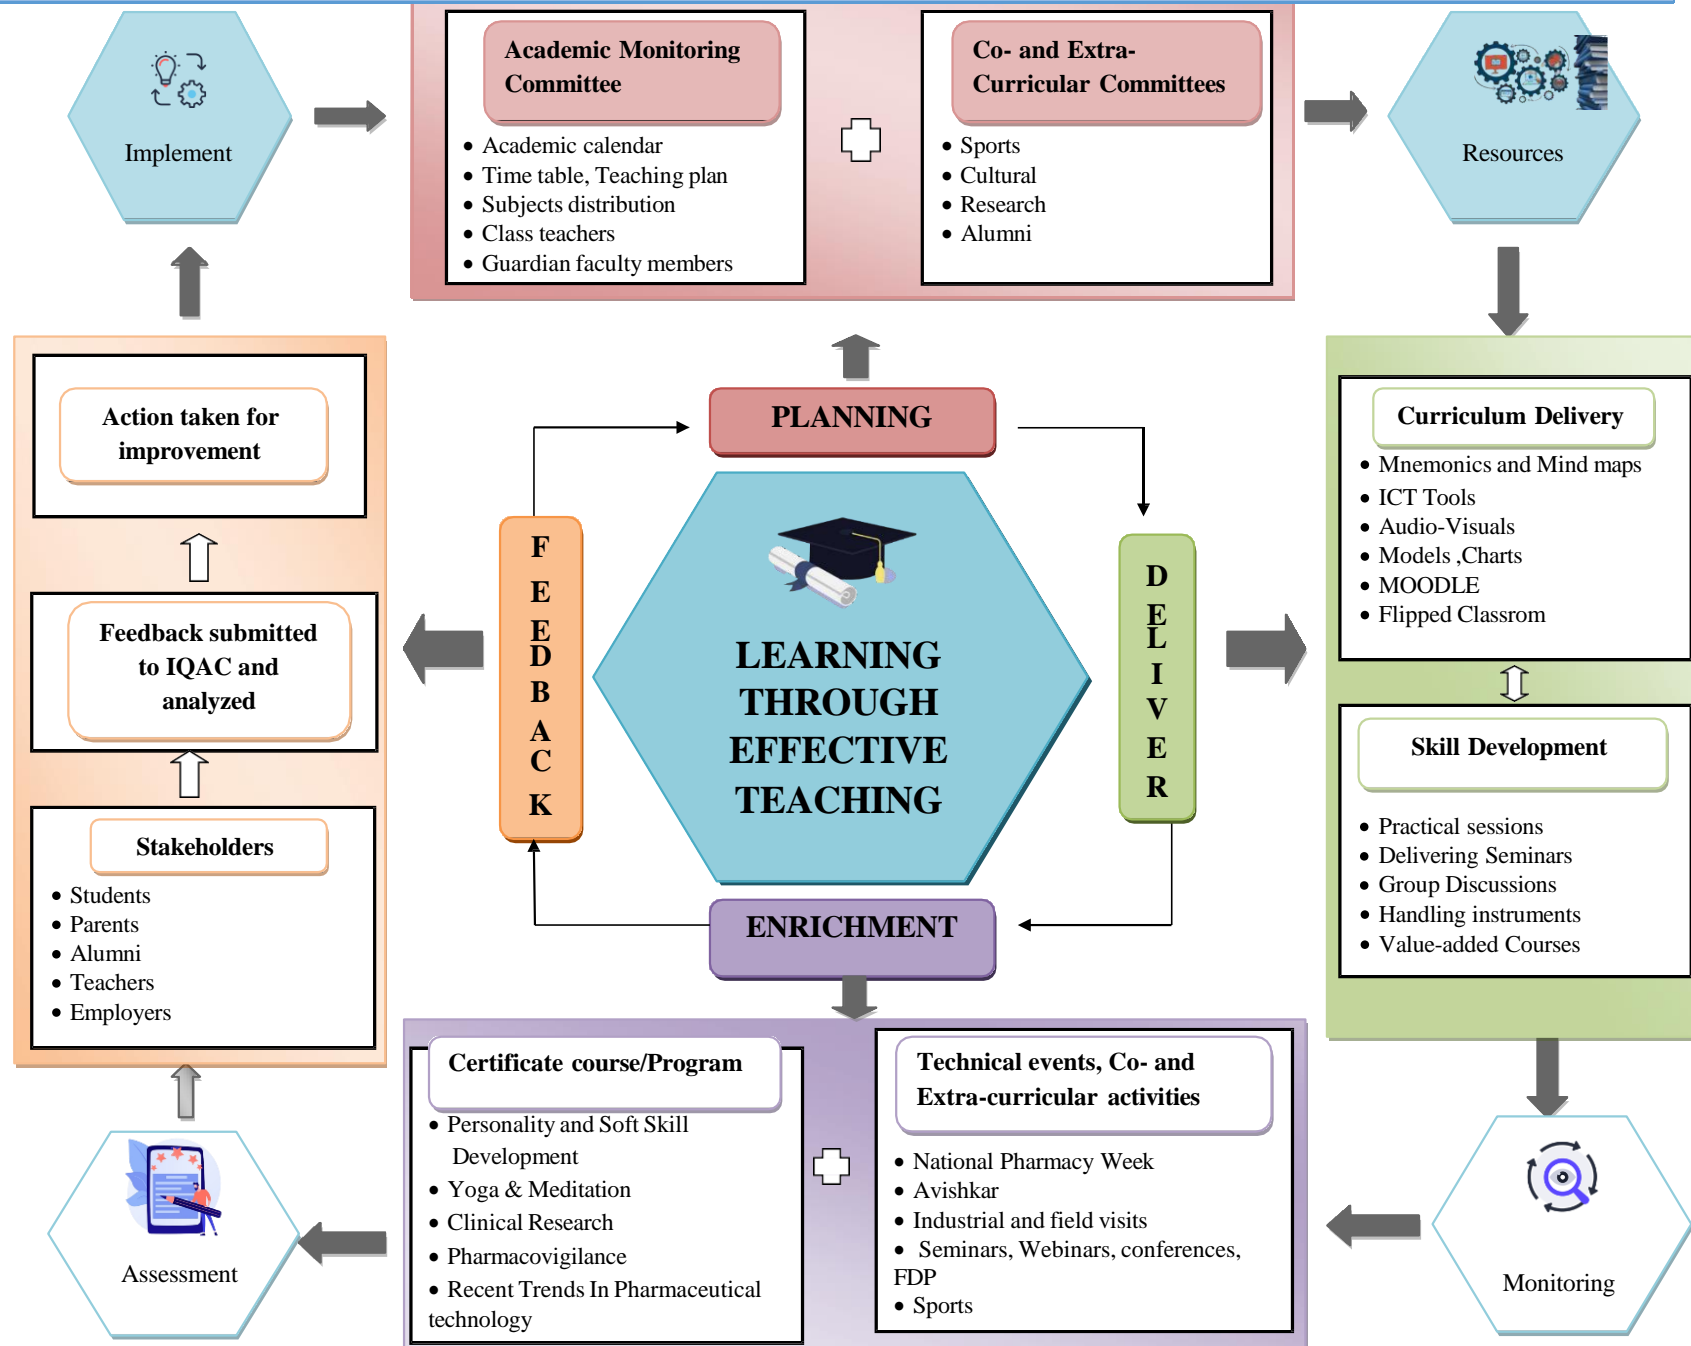 Implement
Academic Monitoring
Committee
• Academic calendar
• Time table, Teaching plan
• Subjects distribution
• Class teachers
• Guardian faculty members
Co- and Extra-
Curricular Committees
• Sports
• Cultural
• Research
• Alumni
Resources
Action taken for
improvement
Feedback submitted
to IQAC and
analyzed
Stakeholders
• Students
• Parents
• Alumni
• Teachers
• Employers
PLANNING
FEEDBACK
LEARNING
THROUGH
EFFECTIVE
TEACHING
DELIVER
ENRICHMENT
Curriculum Delivery
• Mnemonics and Mind maps
• ICT Tools
• Audio-Visuals
• Models ,Charts
• MOODLE
• Flipped Classrom
Skill Development
• Practical sessions
• Delivering Seminars
• Group Discussions
• Handling instruments
• Value-added Courses
Assessment
Certificate course/Program
• Personality and Soft Skill
Development
• Yoga & Meditation
• Clinical Research
• Pharmacovigilance
• Recent Trends In Pharmaceutical
technology
Technical events, Co- and
Extra-curricular activities
• National Pharmacy Week
• Avishkar
• Industrial and field visits
• Seminars, Webinars, conferences,
FDP
• Sports
Monitoring